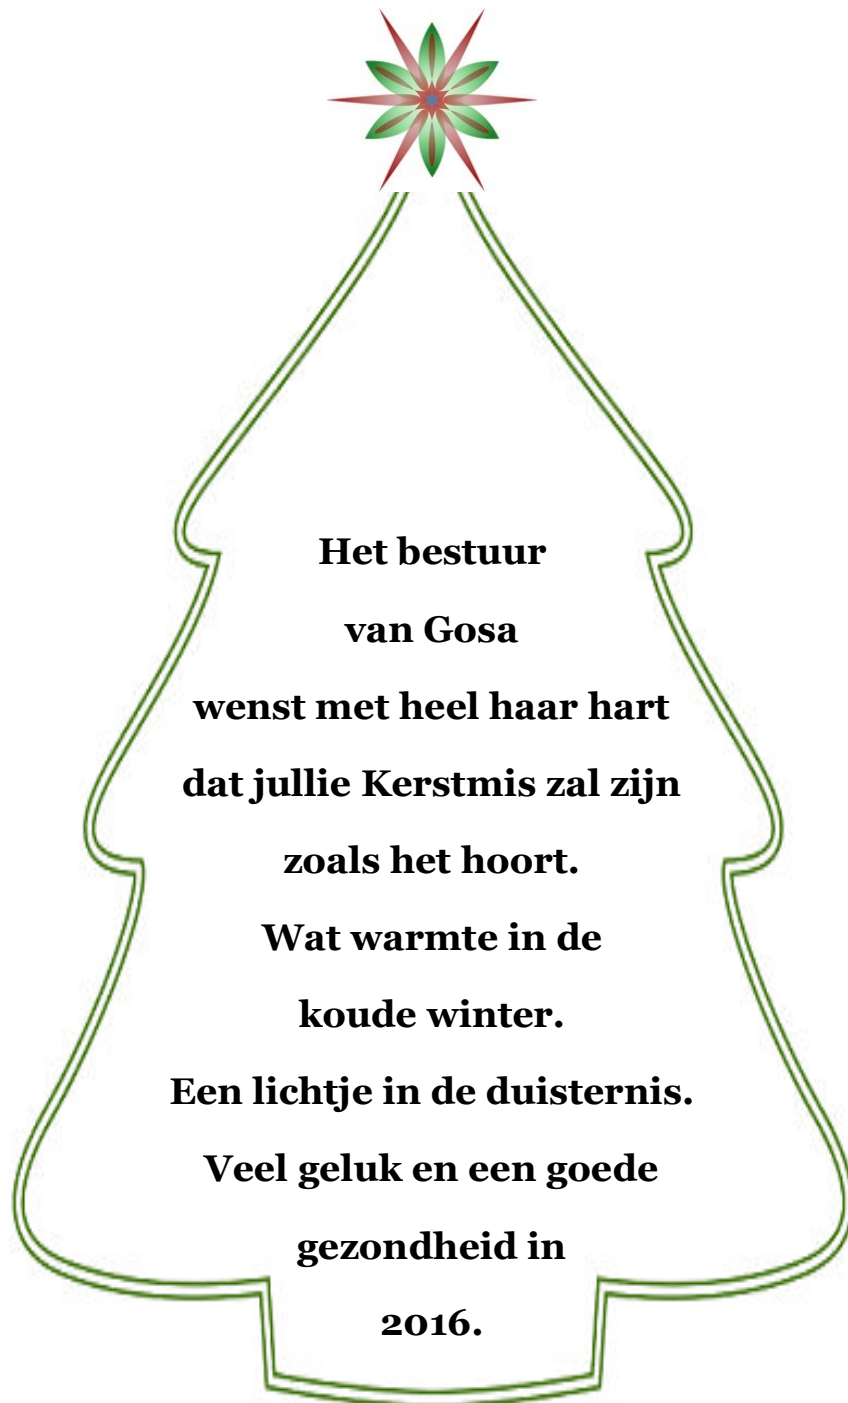 Het bestuur
van Gosa
wenst met heel haar hart
dat jullie Kerstmis zal zijn
zoals het hoort.
Wat warmte in de
koude winter.
Een lichtje in de duisternis.
Veel geluk en een goede
gezondheid in
2016.